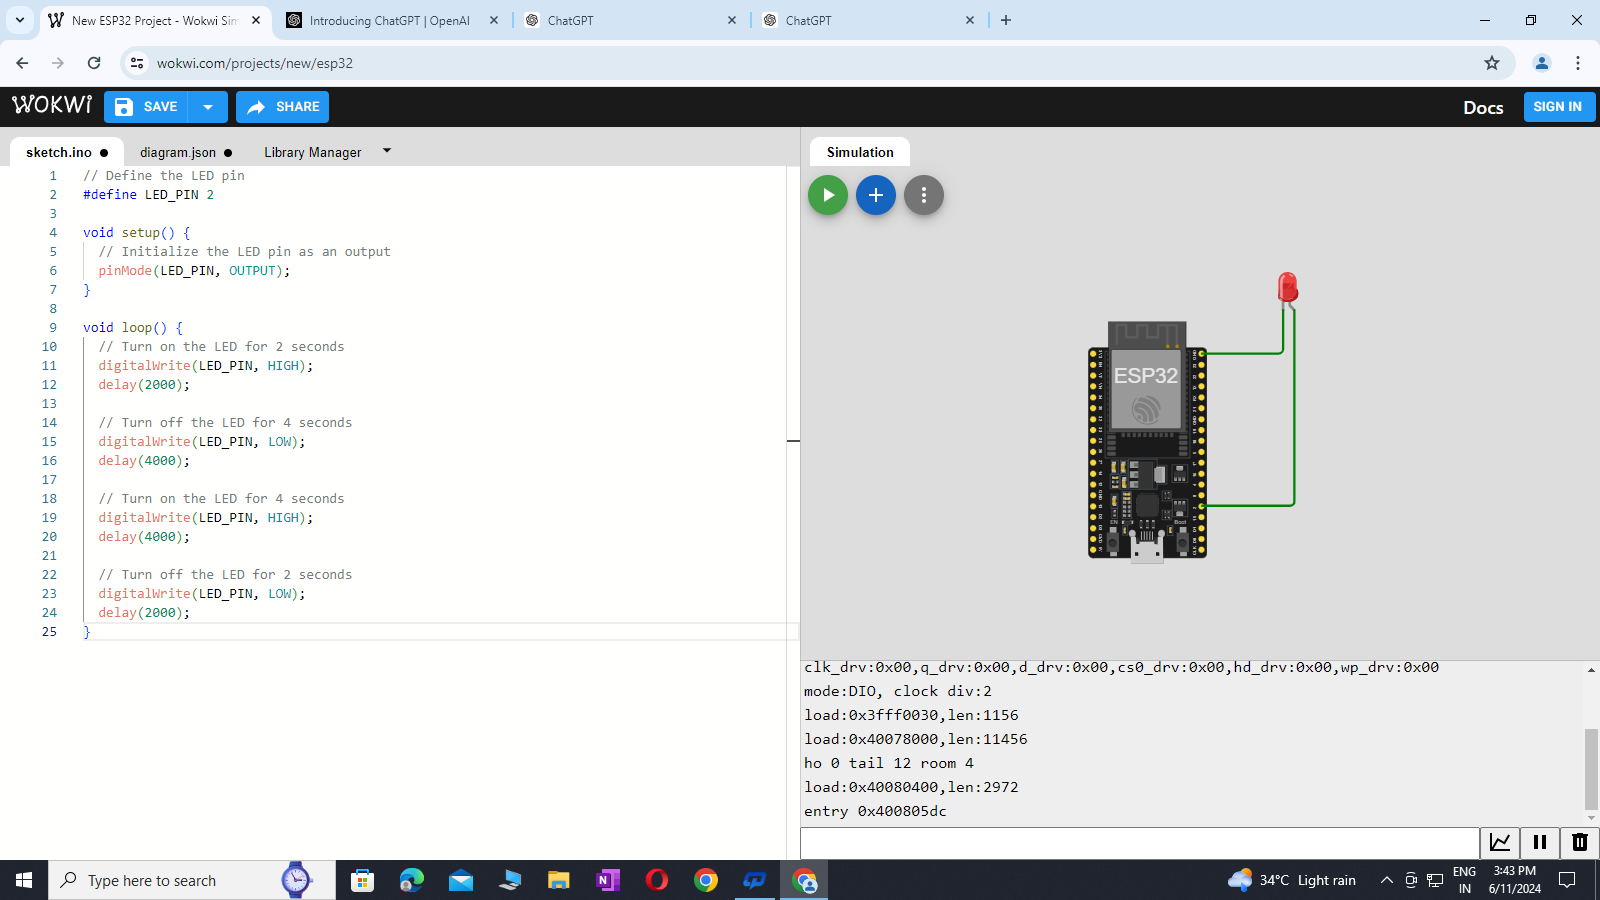 New ESP32 Project - Wokwi Sim
Introducing ChatGPT | OpenAI
ChatGPT
ChatGPT
wokwi.com/projects/new/esp32
WOKWi
SAVE
SHARE
Docs
SIGN IN
sketch.ino
diagram.json
Library Manager
Simulation
1 // Define the LED pin
2 #define LED_PIN 2
3
4 void setup() {
5 // Initialize the LED pin as an output
6 pinMode(LED_PIN, OUTPUT);
7 }
8
9 void loop() {
10 // Turn on the LED for 2 seconds
11 digitalWrite(LED_PIN, HIGH);
12 delay(2000);
13
14 // Turn off the LED for 4 seconds
15 digitalWrite(LED_PIN, LOW);
16 delay(4000);
17
18 // Turn on the LED for 4 seconds
19 digitalWrite(LED_PIN, HIGH);
20 delay(4000);
21
22 // Turn off the LED for 2 seconds
23 digitalWrite(LED_PIN, LOW);
24 delay(2000);
25 }
ESP32
EN
Boot
clk_drv:0x00,q_drv:0x00,d_drv:0x00,cs0_drv:0x00,hd_drv:0x00,wp_drv:0x00
mode:DIO, clock div:2
load:0x3fff0030,len:1156
load:0x40078000,len:11456
ho 0 tail 12 room 4
load:0x40080400,len:2972
entry 0x400805dc
Type here to search
34°C Light rain
ENG
IN
3:43 PM
6/11/2024